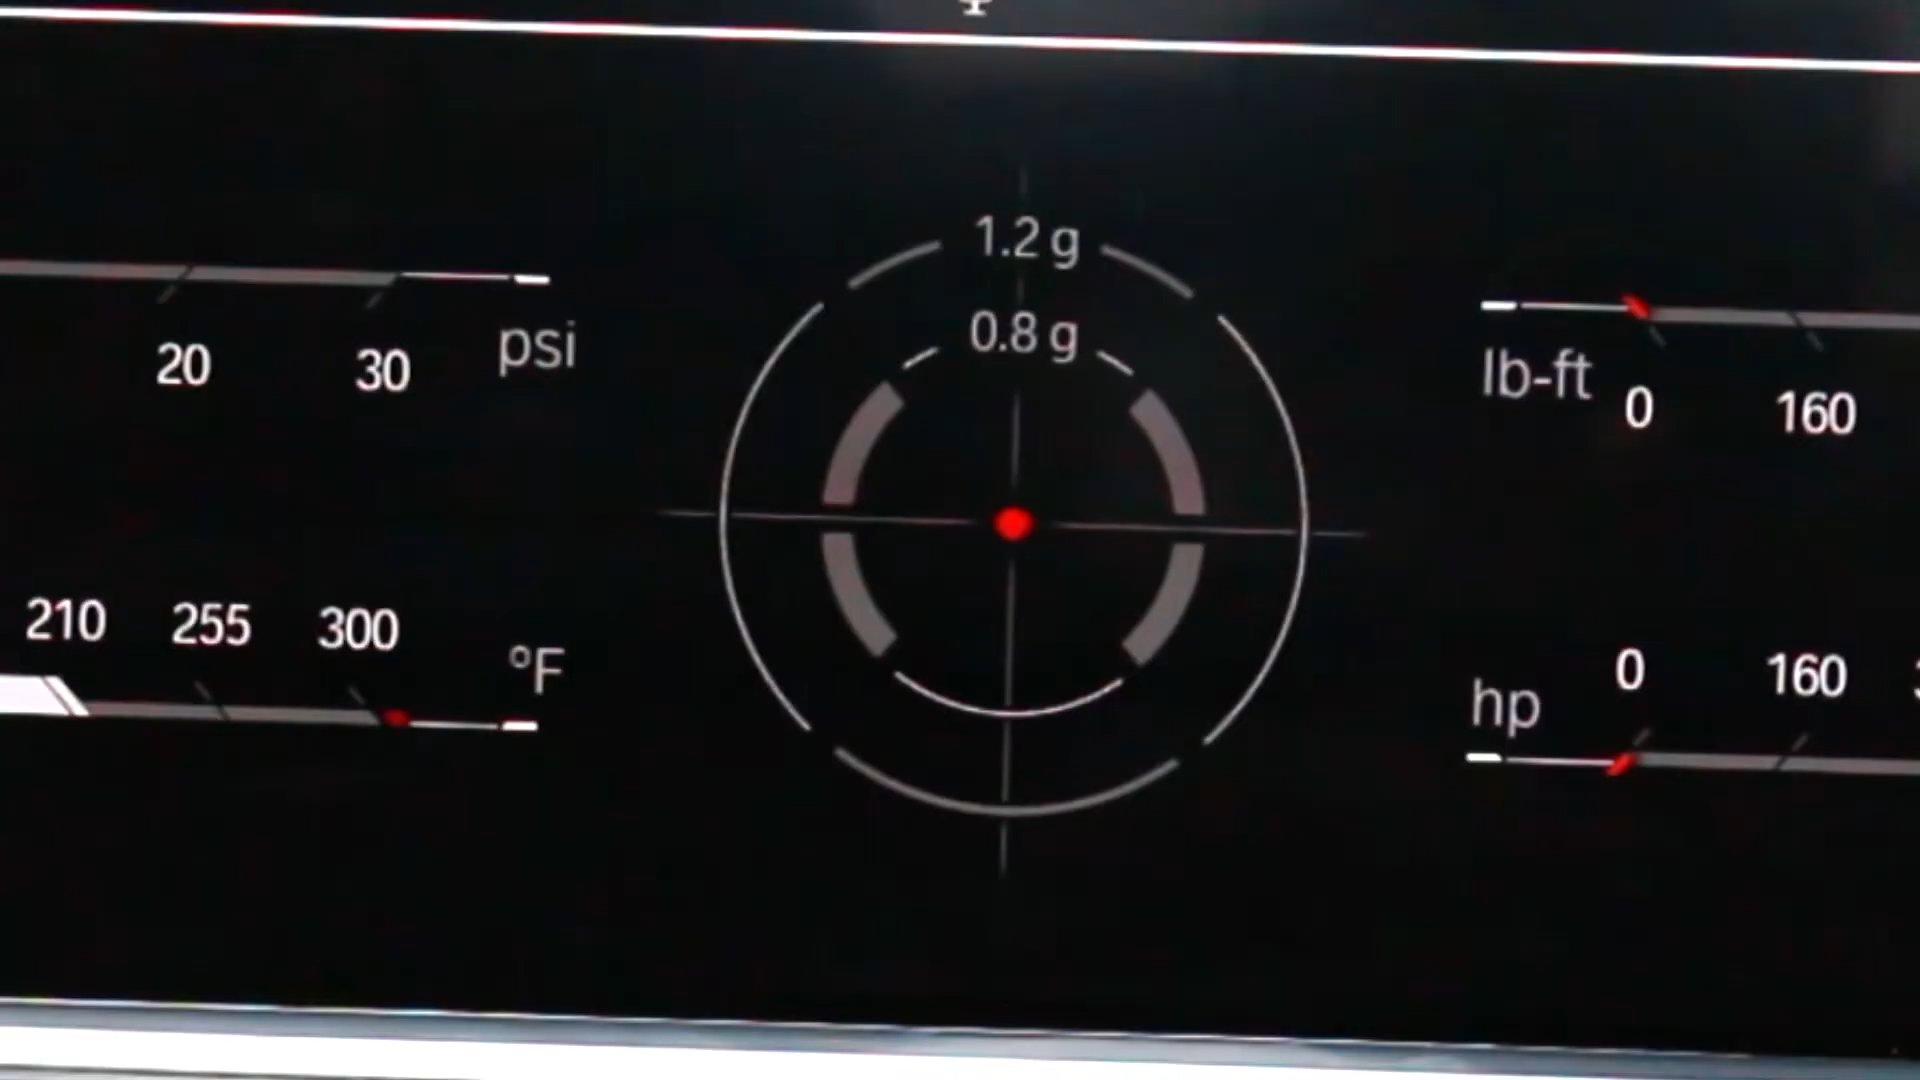 1.2 g
0.8 g
20 30 psi
lb-ft 0 160
210 255 300 °F
hp 0 160